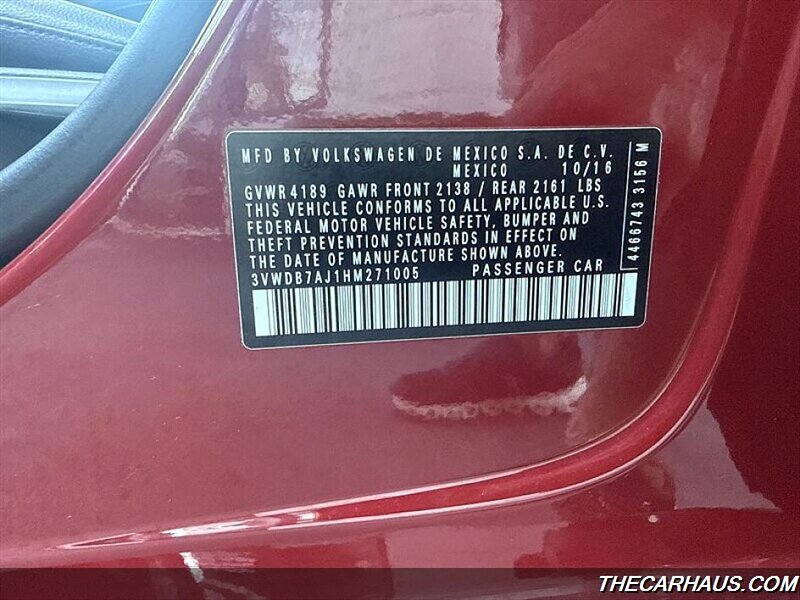 MFD BY VOLKSWAGEN DE MEXICO S.A. DE C.V.
MEXICO 10/16
GVWR 4189 GAWR FRONT 2138 / REAR 2161 LBS
THIS VEHICLE CONFORMS TO ALL APPLICABLE U.S.
FEDERAL MOTOR VEHICLE SAFETY, BUMPER AND
THEFT PREVENTION STANDARDS IN EFFECT ON
THE DATE OF MANUFACTURE SHOWN ABOVE.
3VWDB7AJ1HM271005 PASSENGER CAR
4466743 3156 M
THECARHAUS.COM